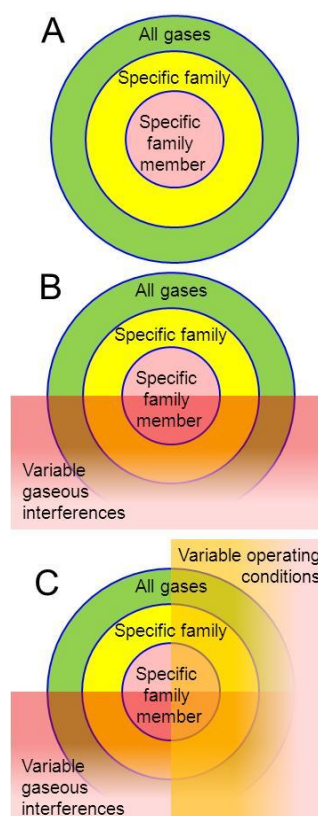 A
All gases
Specific family
Specific
family
member
B
All gases
Specific family
Specific
family
member
Variable
gaseous
interferences
C
Variable operating
conditions
All gases
Specific family
Specific
family
member
Variable
gaseous
interferences